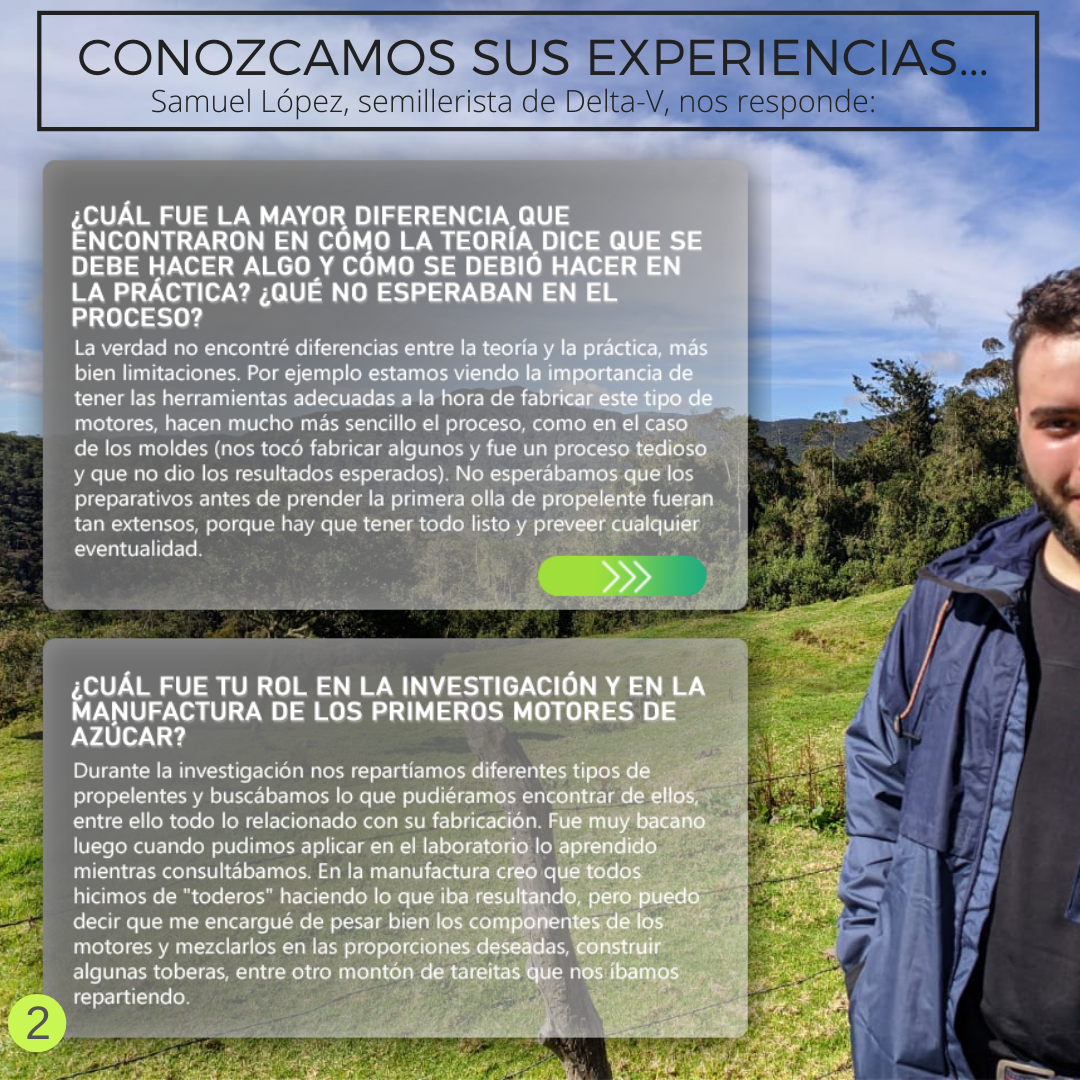 CONOZCAMOS SUS EXPERIENCIAS...
Samuel López, semillerista de Delta-V, nos responde:
¿CUÁL FUE LA MAYOR DIFERENCIA QUE
ENCONTRARON EN CÓMO LA TEORÍA DICE QUE SE
DEBE HACER ALGO Y CÓMO SE DEBIÓ HACER EN
LA PRÁCTICA? ¿QUÉ NO ESPERABAN EN EL
PROCESO?
La verdad no encontré diferencias entre la teoría y la práctica, más
bien limitaciones. Por ejemplo estamos viendo la importancia de
tener las herramientas adecuadas a la hora de fabricar este tipo de
motores, hacen mucho más sencillo el proceso, como en el caso
de los moldes (nos tocó fabricar algunos y fue un proceso tedioso
y que no dio los resultados esperados). No esperábamos que los
preparativos antes de prender la primera olla de propelente fueran
tan extensos, porque hay que tener todo listo y preveer cualquier
eventualidad.
¿CUÁL FUE TU ROL EN LA INVESTIGACIÓN Y EN LA
MANUFACTURA DE LOS PRIMEROS MOTORES DE
AZÚCAR?
Durante la investigación nos repartíamos diferentes tipos de
propelentes y buscábamos lo que pudiéramos encontrar de ellos,
entre ello todo lo relacionado con su fabricación. Fue muy bacano
luego cuando pudimos aplicar en el laboratorio lo aprendido
mientras consultábamos. En la manufactura creo que todos
hicimos de "toderos" haciendo lo que iba resultando, pero puedo
decir que me encargué de pesar bien los componentes de los
motores y mezclarlos en las proporciones deseadas, construir
algunas toberas, entre otro montón de tareitas que nos íbamos
repartiendo.
2